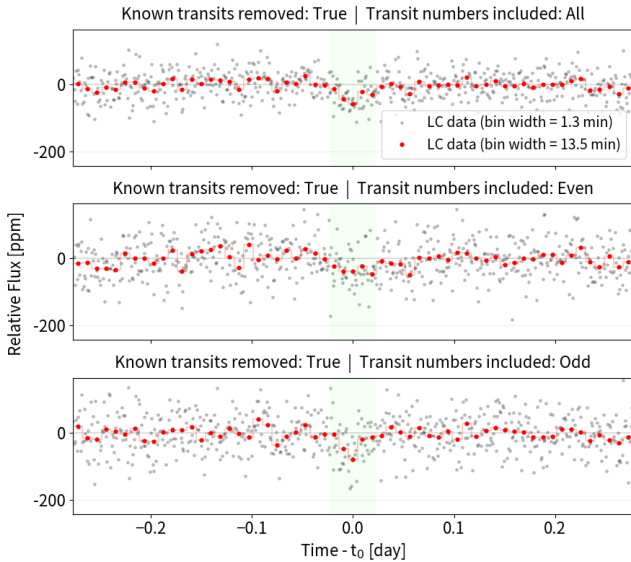 Known transits removed: True | Transit numbers included: All
0
-200
LC data (bin width = 1.3 min)
LC data (bin width = 13.5 min)
Known transits removed: True | Transit numbers included: Even
0
-200
Relative Flux [ppm]
Known transits removed: True | Transit numbers included: Odd
0
-200
−0.2 −0.1 0.0 0.1 0.2
Time - t₀ [day]